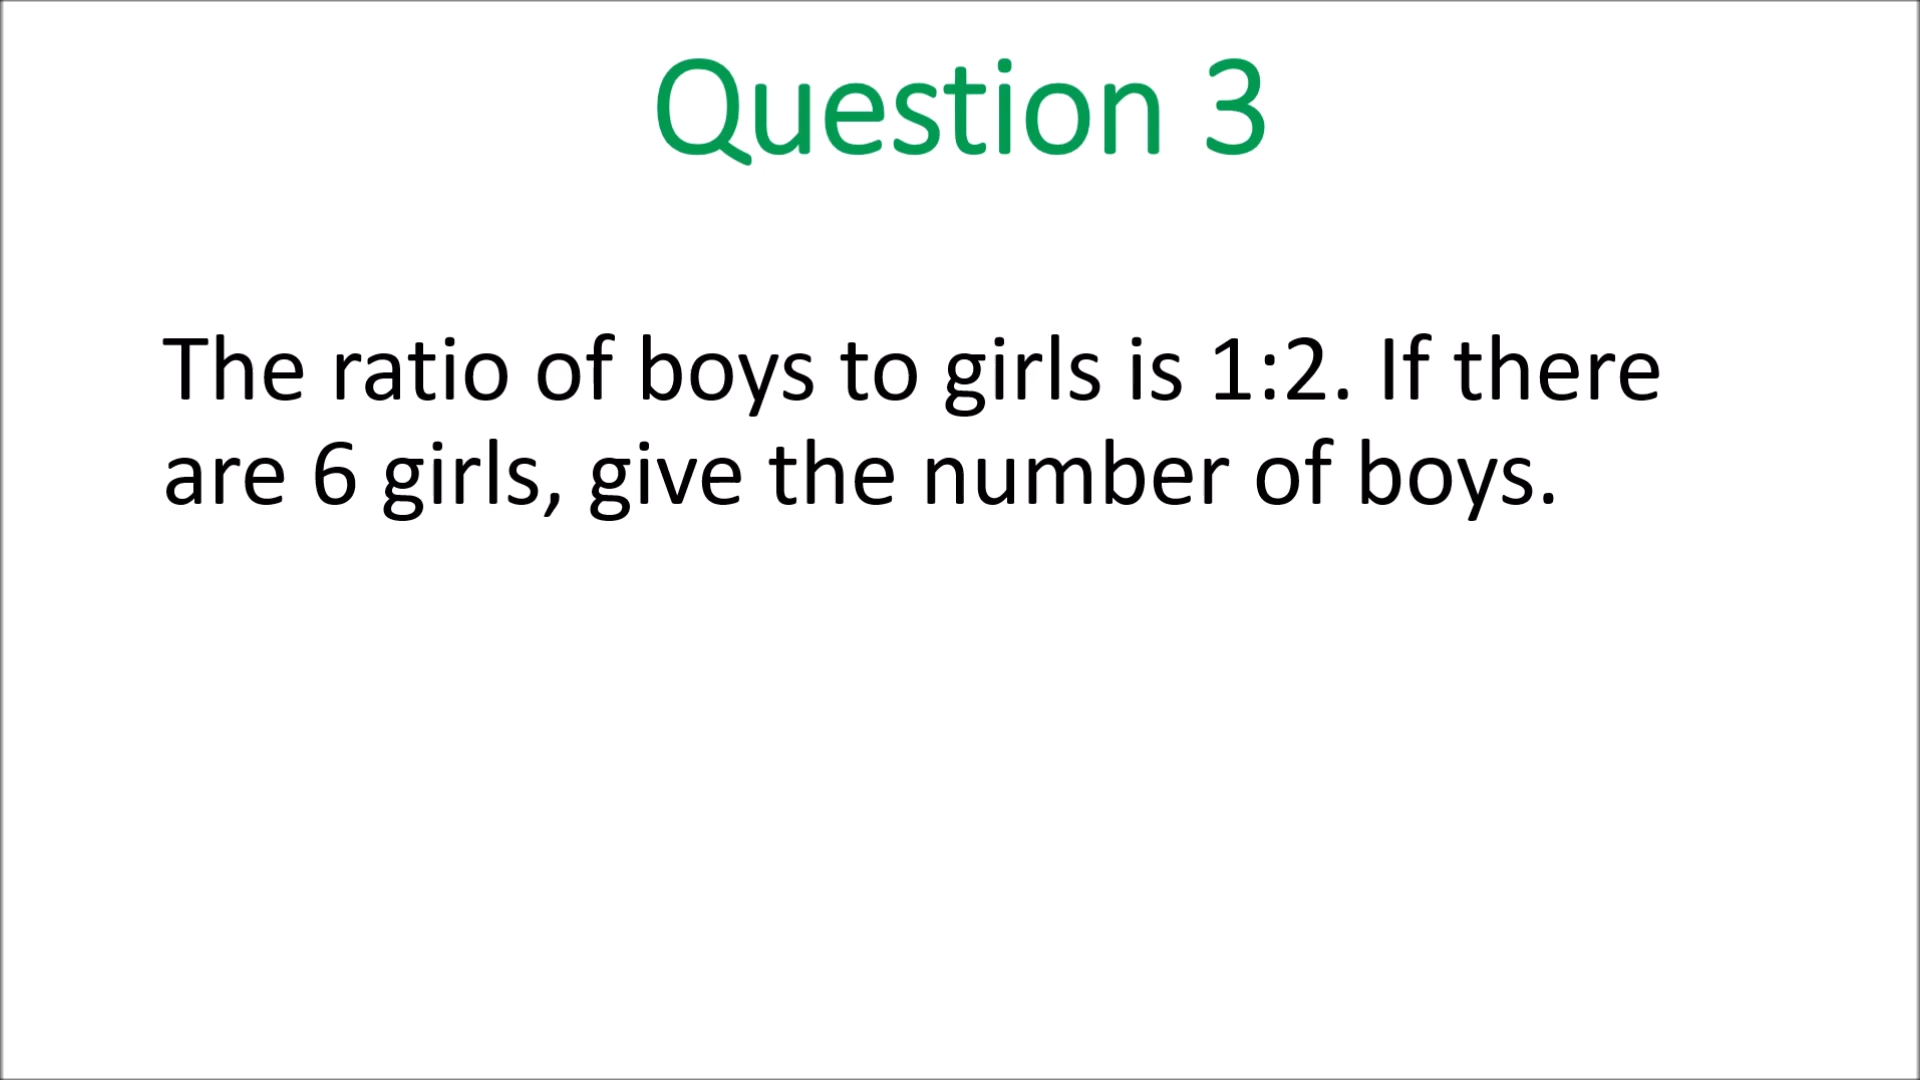 Question 3
The ratio of boys to girls is 1:2. If there
are 6 girls, give the number of boys.